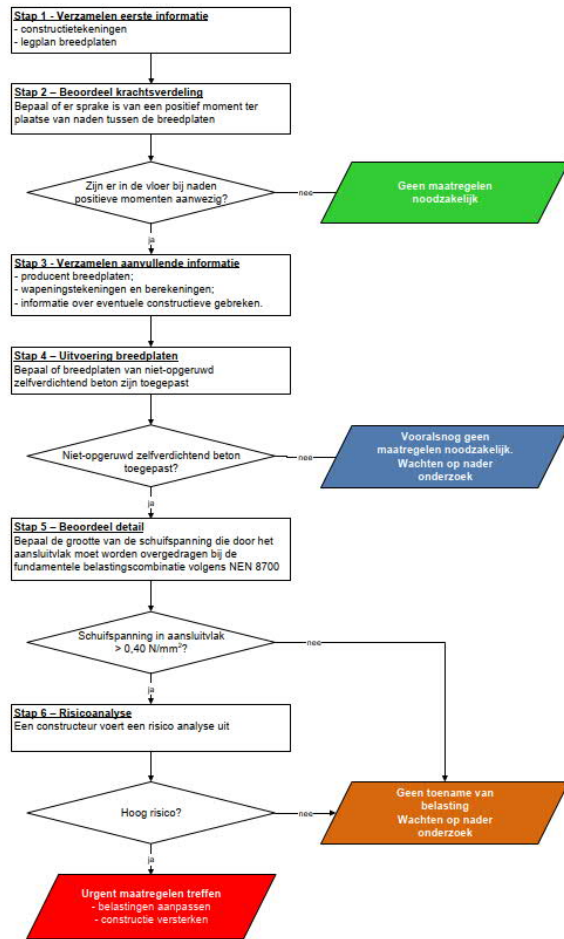 Stap 1 - Verzamelen eerste informatie
- constructietekeningen
- legplan breedplaten
Stap 2 – Beoordeel krachtsverdeling
Bepaal of er sprake is van een positief moment ter
plaatse van naden tussen de breedplaten
Zijn er in de vloer bij naden
positieve momenten aanwezig?
nee
Geen maatregelen
noodzakelijk
ja
Stap 3 - Verzamelen aanvullende informatie
- producent breedplaten;
- wapeningstekeningen en berekeningen;
- informatie over eventuele constructieve gebreken.
Stap 4 – Uitvoering breedplaten
Bepaal of breedplaten van niet-opgeruwd
zelfverdichtend beton zijn toegepast
Niet-opgeruwd zelfverdichtend beton
toegepast?
nee
Vooralsnog geen
maatregelen noodzakelijk.
Wachten op nader
onderzoek
ja
Stap 5 – Beoordeel detail
Bepaal de grootte van de schuifspanning die door het
aansluitvlak moet worden overgedragen bij de
fundamentele belastingscombinatie volgens NEN 8700
Schuifspanning in aansluitvlak
> 0,40 N/mm²?
nee
ja
Stap 6 – Risicoanalyse
Een constructeur voert een risico analyse uit
Hoog risico?
nee
Geen toename van
belasting
Wachten op nader
onderzoek
ja
Urgent maatregelen treffen
- belastingen aanpassen
- constructie versterken